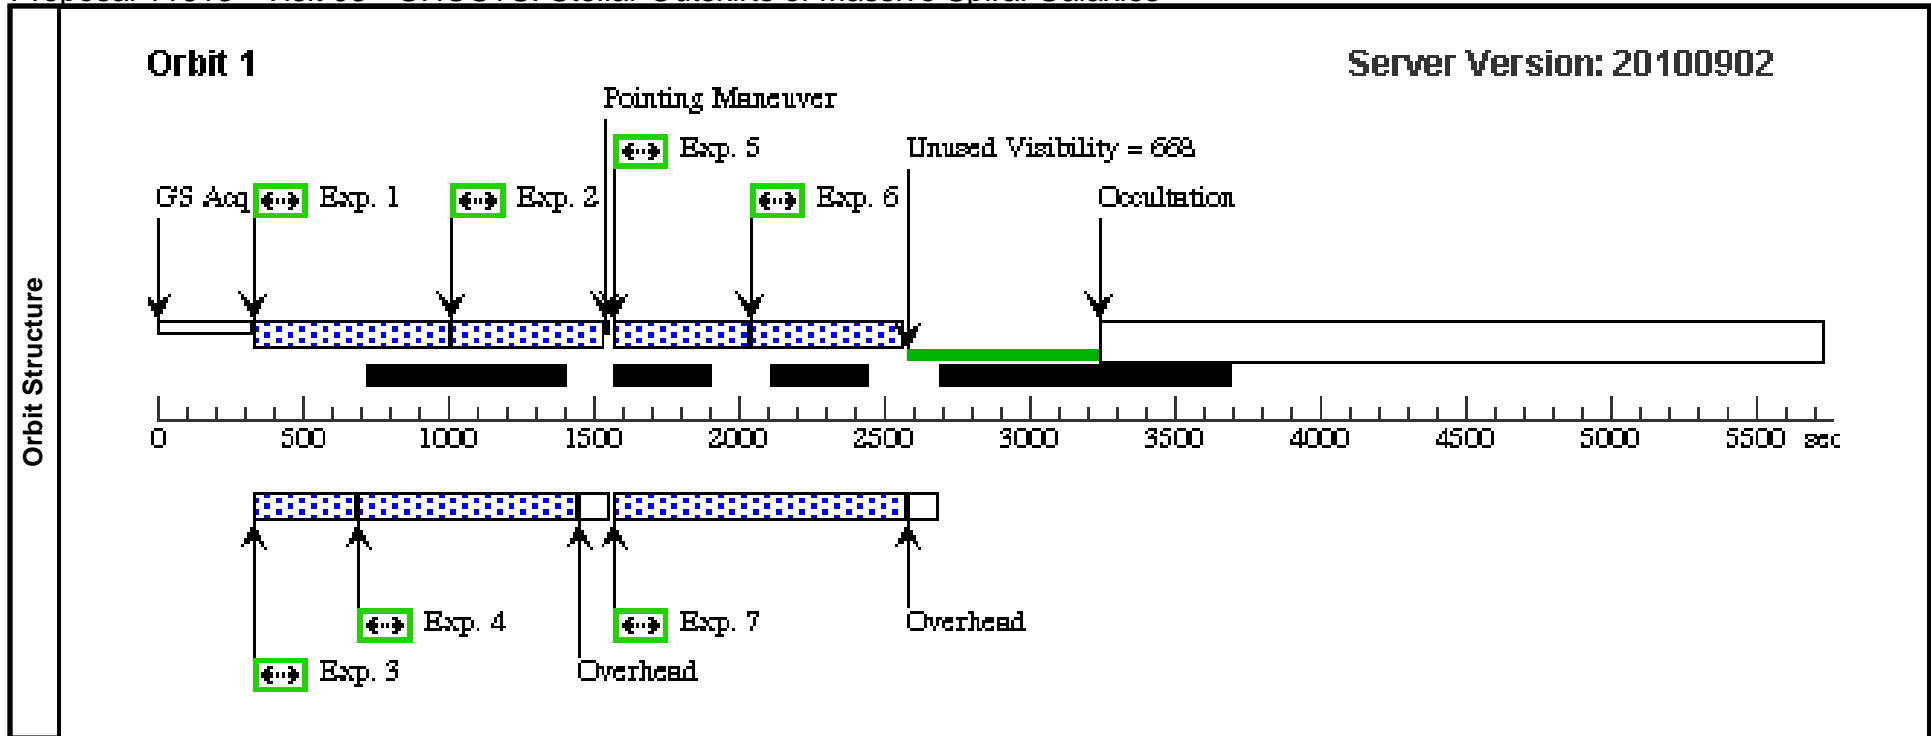 Orbit 1
Server Version: 20100902
Pointing Maneuver
Exp. 5
Unused Visibility = 668
GS Acq
Exp. 1
Exp. 2
Exp. 6
Occultation
Orbit Structure
0 500 1000 1500 2000 2500 3000 3500 4000 4500 5000 5500 sec
Exp. 4
Exp. 7
Overhead
Exp. 3
Overhead